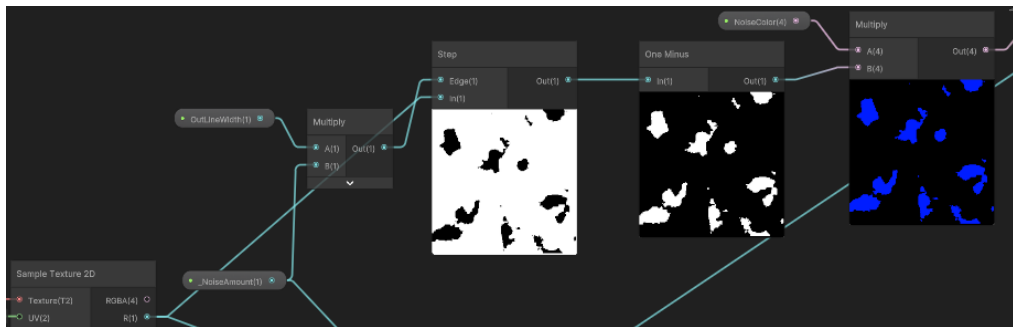 NoiseColor(4)
Multiply
A(4) Out(4)
B(4)
Step
Edge(1) Out(1)
In(1)
One Minus
In(1) Out(1)
OutLineWidth(1)
Multiply
A(1) Out(1)
B(1)
_NoiseAmount(1)
Sample Texture 2D
Texture(T2) RGBA(4)
UV(2) R(1)